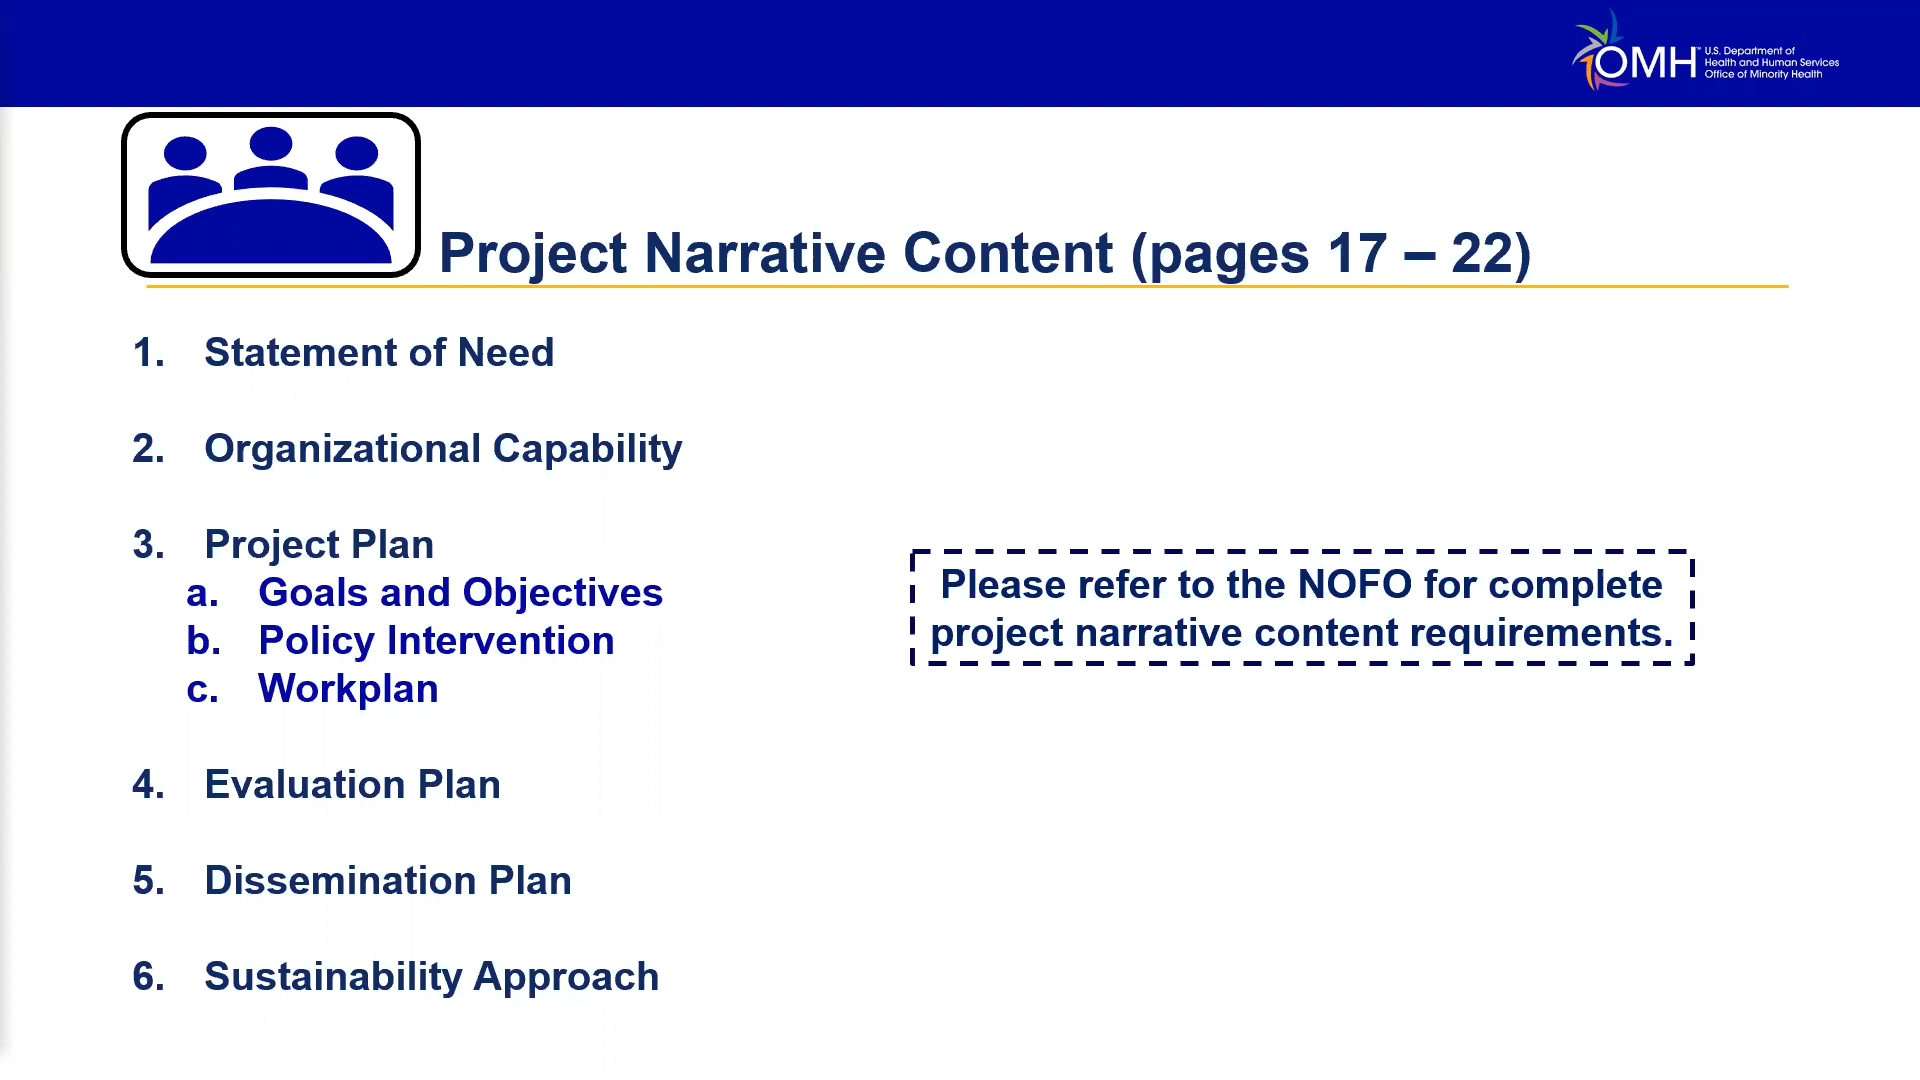 OMH™ U.S. Department of
Health and Human Services
Office of Minority Health
Project Narrative Content (pages 17 – 22)
1. Statement of Need
2. Organizational Capability
3. Project Plan
a. Goals and Objectives
b. Policy Intervention
c. Workplan
Please refer to the NOFO for complete
project narrative content requirements.
4. Evaluation Plan
5. Dissemination Plan
6. Sustainability Approach